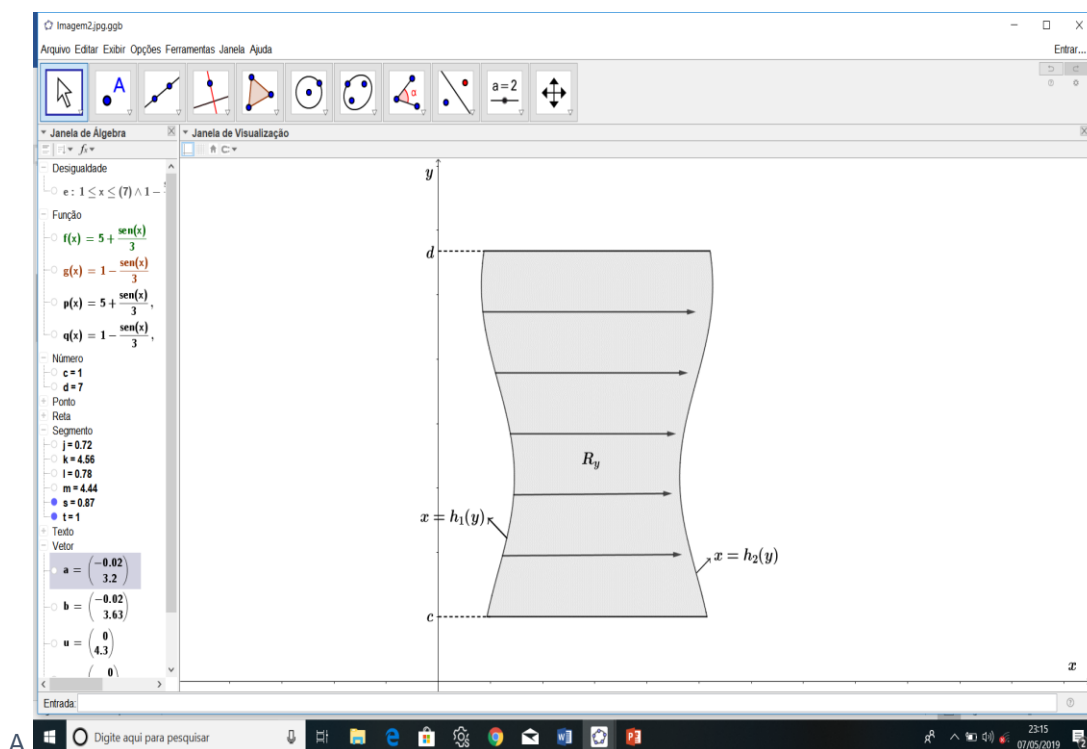 Imagem2.jpg.ggb
Arquivo Editar Exibir Opções Ferramentas Janela Ajuda
Entrar...
A
α
a=2
Janela de Álgebra
Janela de Visualização
Desigualdade
e : 1 ≤ x ≤ (7) ∧ 1 −
Função
f(x) = 5 + sen(x)/3
g(x) = 1 − sen(x)/3
p(x) = 5 + sen(x)/3 ,
q(x) = 1 − sen(x)/3 ,
Número
c = 1
d = 7
Ponto
Reta
Segmento
j = 0.72
k = 4.56
l = 0.78
m = 4.44
s = 0.87
t = 1
Texto
Vetor
a = (−0.02 3.2)
b = (−0.02 3.63)
u = (0 4.3)
(0
y
d
R_y
x = h₁(y)
x = h₂(y)
c
x
Entrada:
A
Digite aqui para pesquisar
23:15
07/05/2019